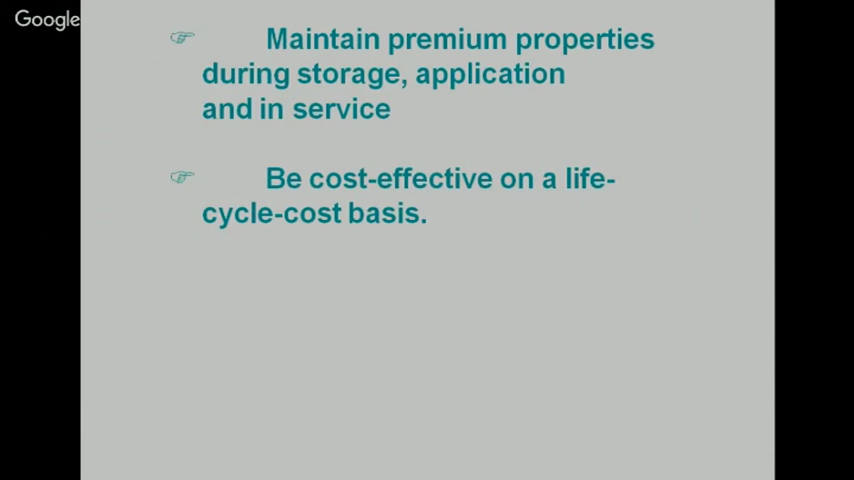 Google
Maintain premium properties
during storage, application
and in service
Be cost-effective on a life-
cycle-cost basis.